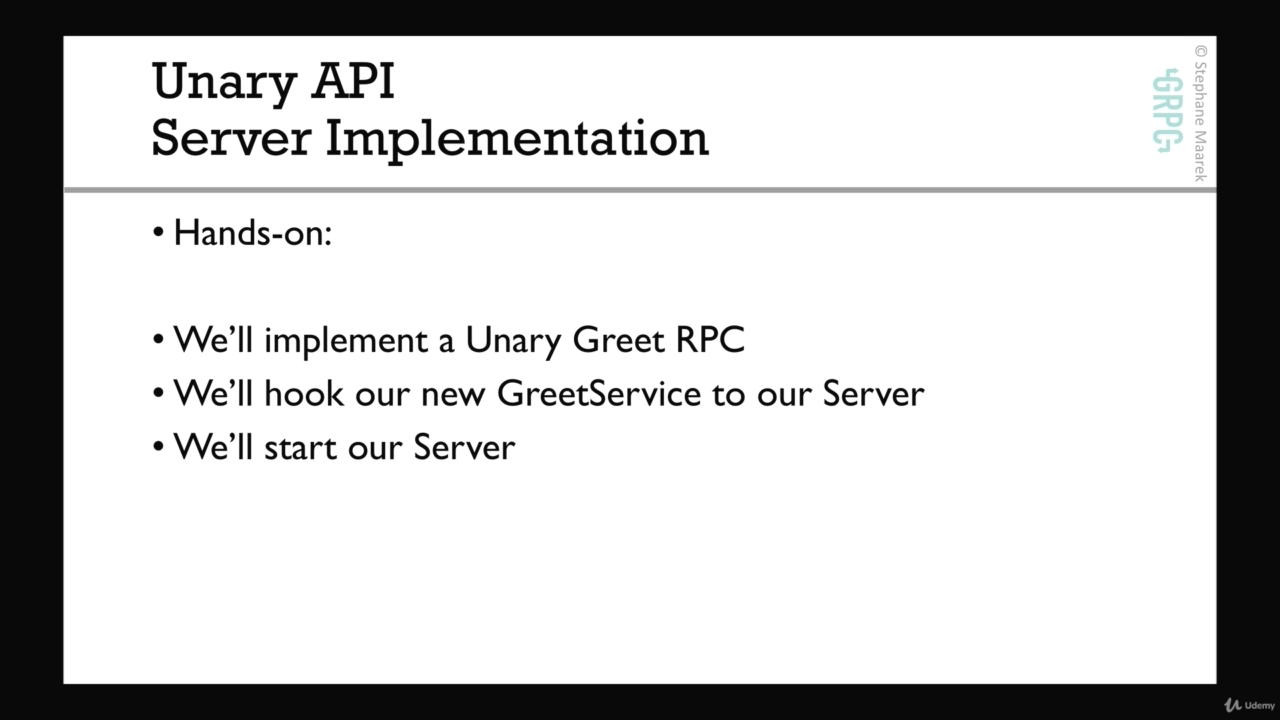 Unary API
Server Implementation
GRPC
© Stephane Maarek
• Hands-on:
• We’ll implement a Unary Greet RPC
• We’ll hook our new GreetService to our Server
• We’ll start our Server
Udemy